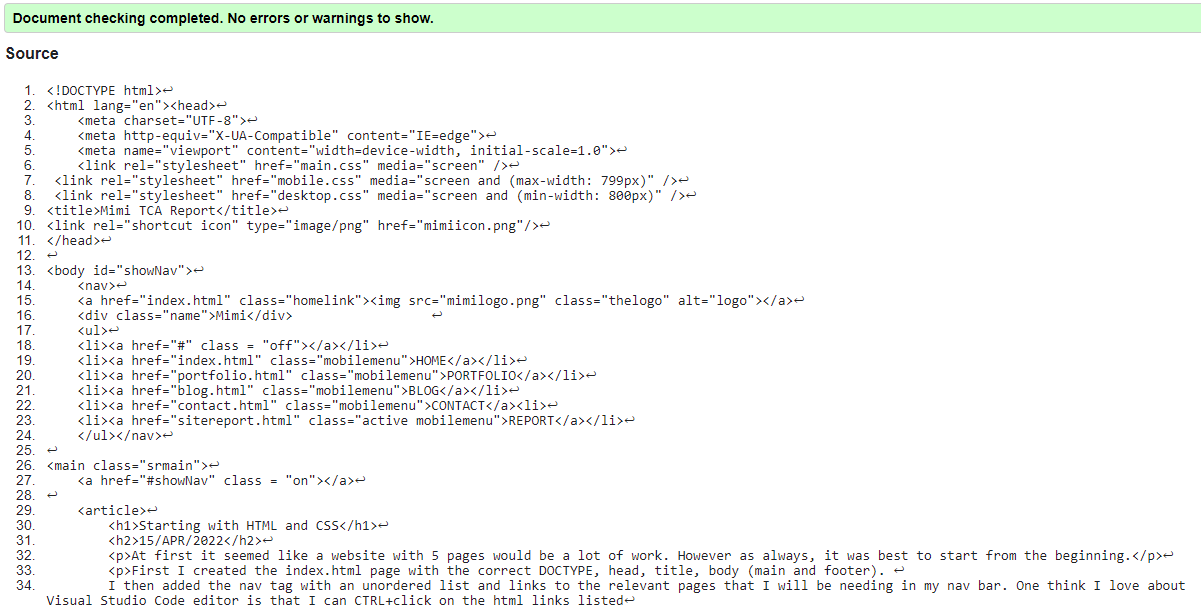 Document checking completed. No errors or warnings to show.
Source
1. <!DOCTYPE html>↩
2. <html lang="en"><head>↩
3. <meta charset="UTF-8">↩
4. <meta http-equiv="X-UA-Compatible" content="IE=edge">↩
5. <meta name="viewport" content="width=device-width, initial-scale=1.0">↩
6. <link rel="stylesheet" href="main.css" media="screen" />↩
7. <link rel="stylesheet" href="mobile.css" media="screen and (max-width: 799px)" />↩
8. <link rel="stylesheet" href="desktop.css" media="screen and (min-width: 800px)" />↩
9. <title>Mimi TCA Report</title>↩
10. <link rel="shortcut icon" type="image/png" href="mimiicon.png"/>↩
11. </head>↩
12. ↩
13. <body id="showNav">↩
14. <nav>↩
15. <a href="index.html" class="homelink"><img src="mimilogo.png" class="thelogo" alt="logo"></a>↩
16. <div class="name">Mimi</div> ↩
17. <ul>↩
18. <li><a href="#" class = "off"></a></li>↩
19. <li><a href="index.html" class="mobilemenu">HOME</a></li>↩
20. <li><a href="portfolio.html" class="mobilemenu">PORTFOLIO</a></li>↩
21. <li><a href="blog.html" class="mobilemenu">BLOG</a></li>↩
22. <li><a href="contact.html" class="mobilemenu">CONTACT</a><li>↩
23. <li><a href="sitereport.html" class="active mobilemenu">REPORT</a></li>↩
24. </ul></nav>↩
25. ↩
26. <main class="srmain">↩
27. <a href="#showNav" class = "on"></a>↩
28. ↩
29. <article>↩
30. <h1>Starting with HTML and CSS</h1>↩
31. <h2>15/APR/2022</h2>↩
32. <p>At first it seemed like a website with 5 pages would be a lot of work. However as always, it was best to start from the beginning.</p>↩
33. <p>First I created the index.html page with the correct DOCTYPE, head, title, body (main and footer). ↩
34. I then added the nav tag with an unordered list and links to the relevant pages that I will be needing in my nav bar. One think I love about
Visual Studio Code editor is that I can CTRL+click on the html links listed↩